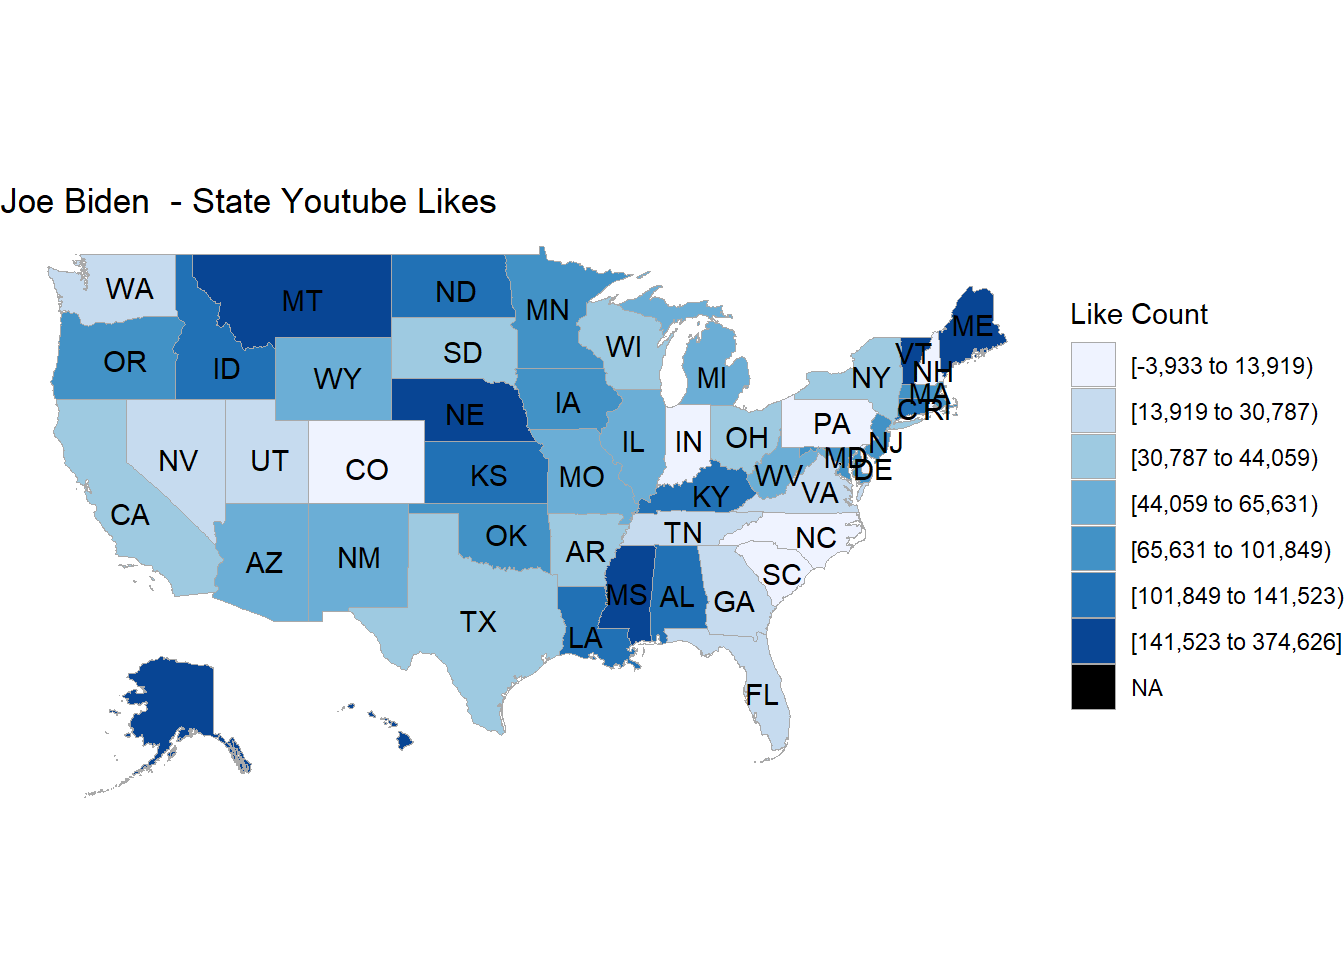 Joe Biden  - State Youtube Likes
WA
MT
ND
MN
ME
OR
ID
WY
SD
WI
MI
NY
VT
NH
MA
RI
NE
IA
PA
NJ
NV
UT
CO
KS
MO
IL
IN
OH
MD
DE
WV
VA
KY
CA
AZ
NM
OK
AR
TN
NC
SC
TX
LA
MS
AL
GA
FL
Like Count
[-3,933 to 13,919)
[13,919 to 30,787)
[30,787 to 44,059)
[44,059 to 65,631)
[65,631 to 101,849)
[101,849 to 141,523)
[141,523 to 374,626]
NA